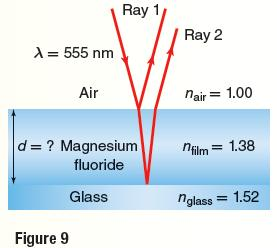 Ray 1
Ray 2
λ = 555 nm
Air
nair = 1.00
d = ? Magnesium
fluoride
nfilm = 1.38
Glass
nglass = 1.52
Figure 9